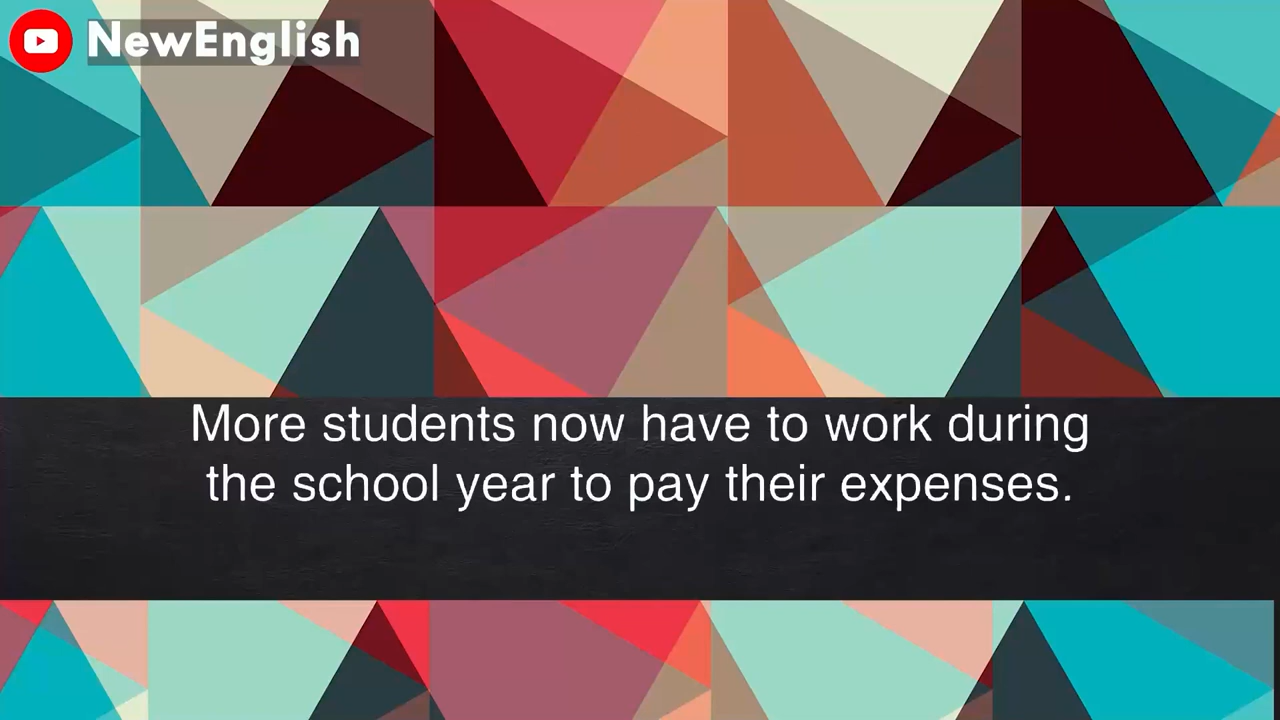 NewEnglish
More students now have to work during
the school year to pay their expenses.